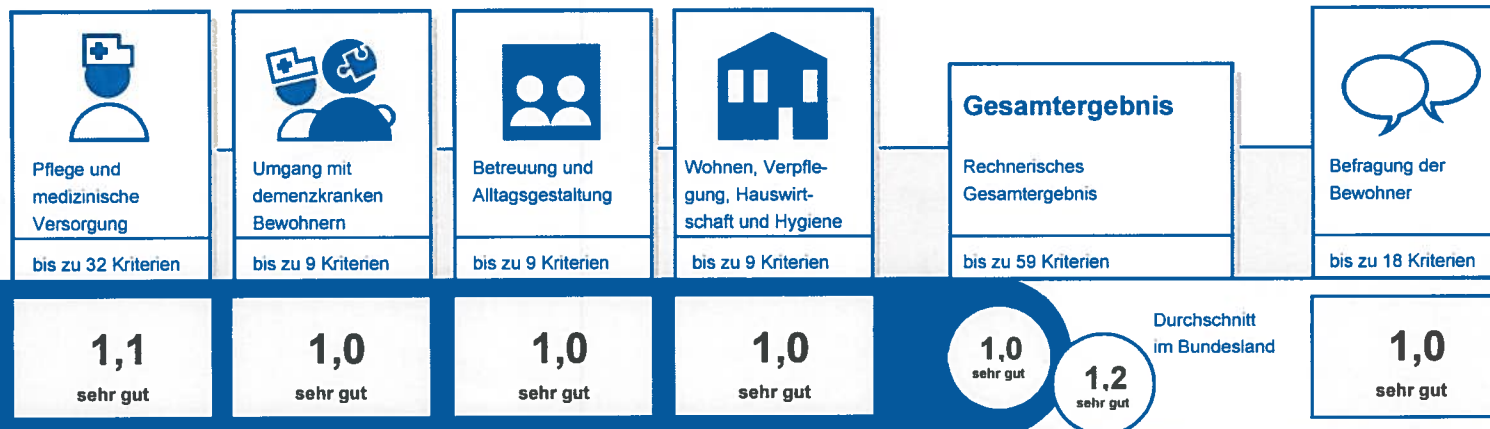 Pflege und
medizinische
Versorgung
bis zu 32 Kriterien
1,1
sehr gut
Umgang mit
demenzkranken
Bewohnern
bis zu 9 Kriterien
1,0
sehr gut
Betreuung und
Alltagsgestaltung
bis zu 9 Kriterien
1,0
sehr gut
Wohnen, Verpfle-
gung, Hauswirt-
schaft und Hygiene
bis zu 9 Kriterien
1,0
sehr gut
Gesamtergebnis
Rechnerisches
Gesamtergebnis
bis zu 59 Kriterien
1,0
sehr gut
1,2
sehr gut
Durchschnitt
im Bundesland
Befragung der
Bewohner
bis zu 18 Kriterien
1,0
sehr gut